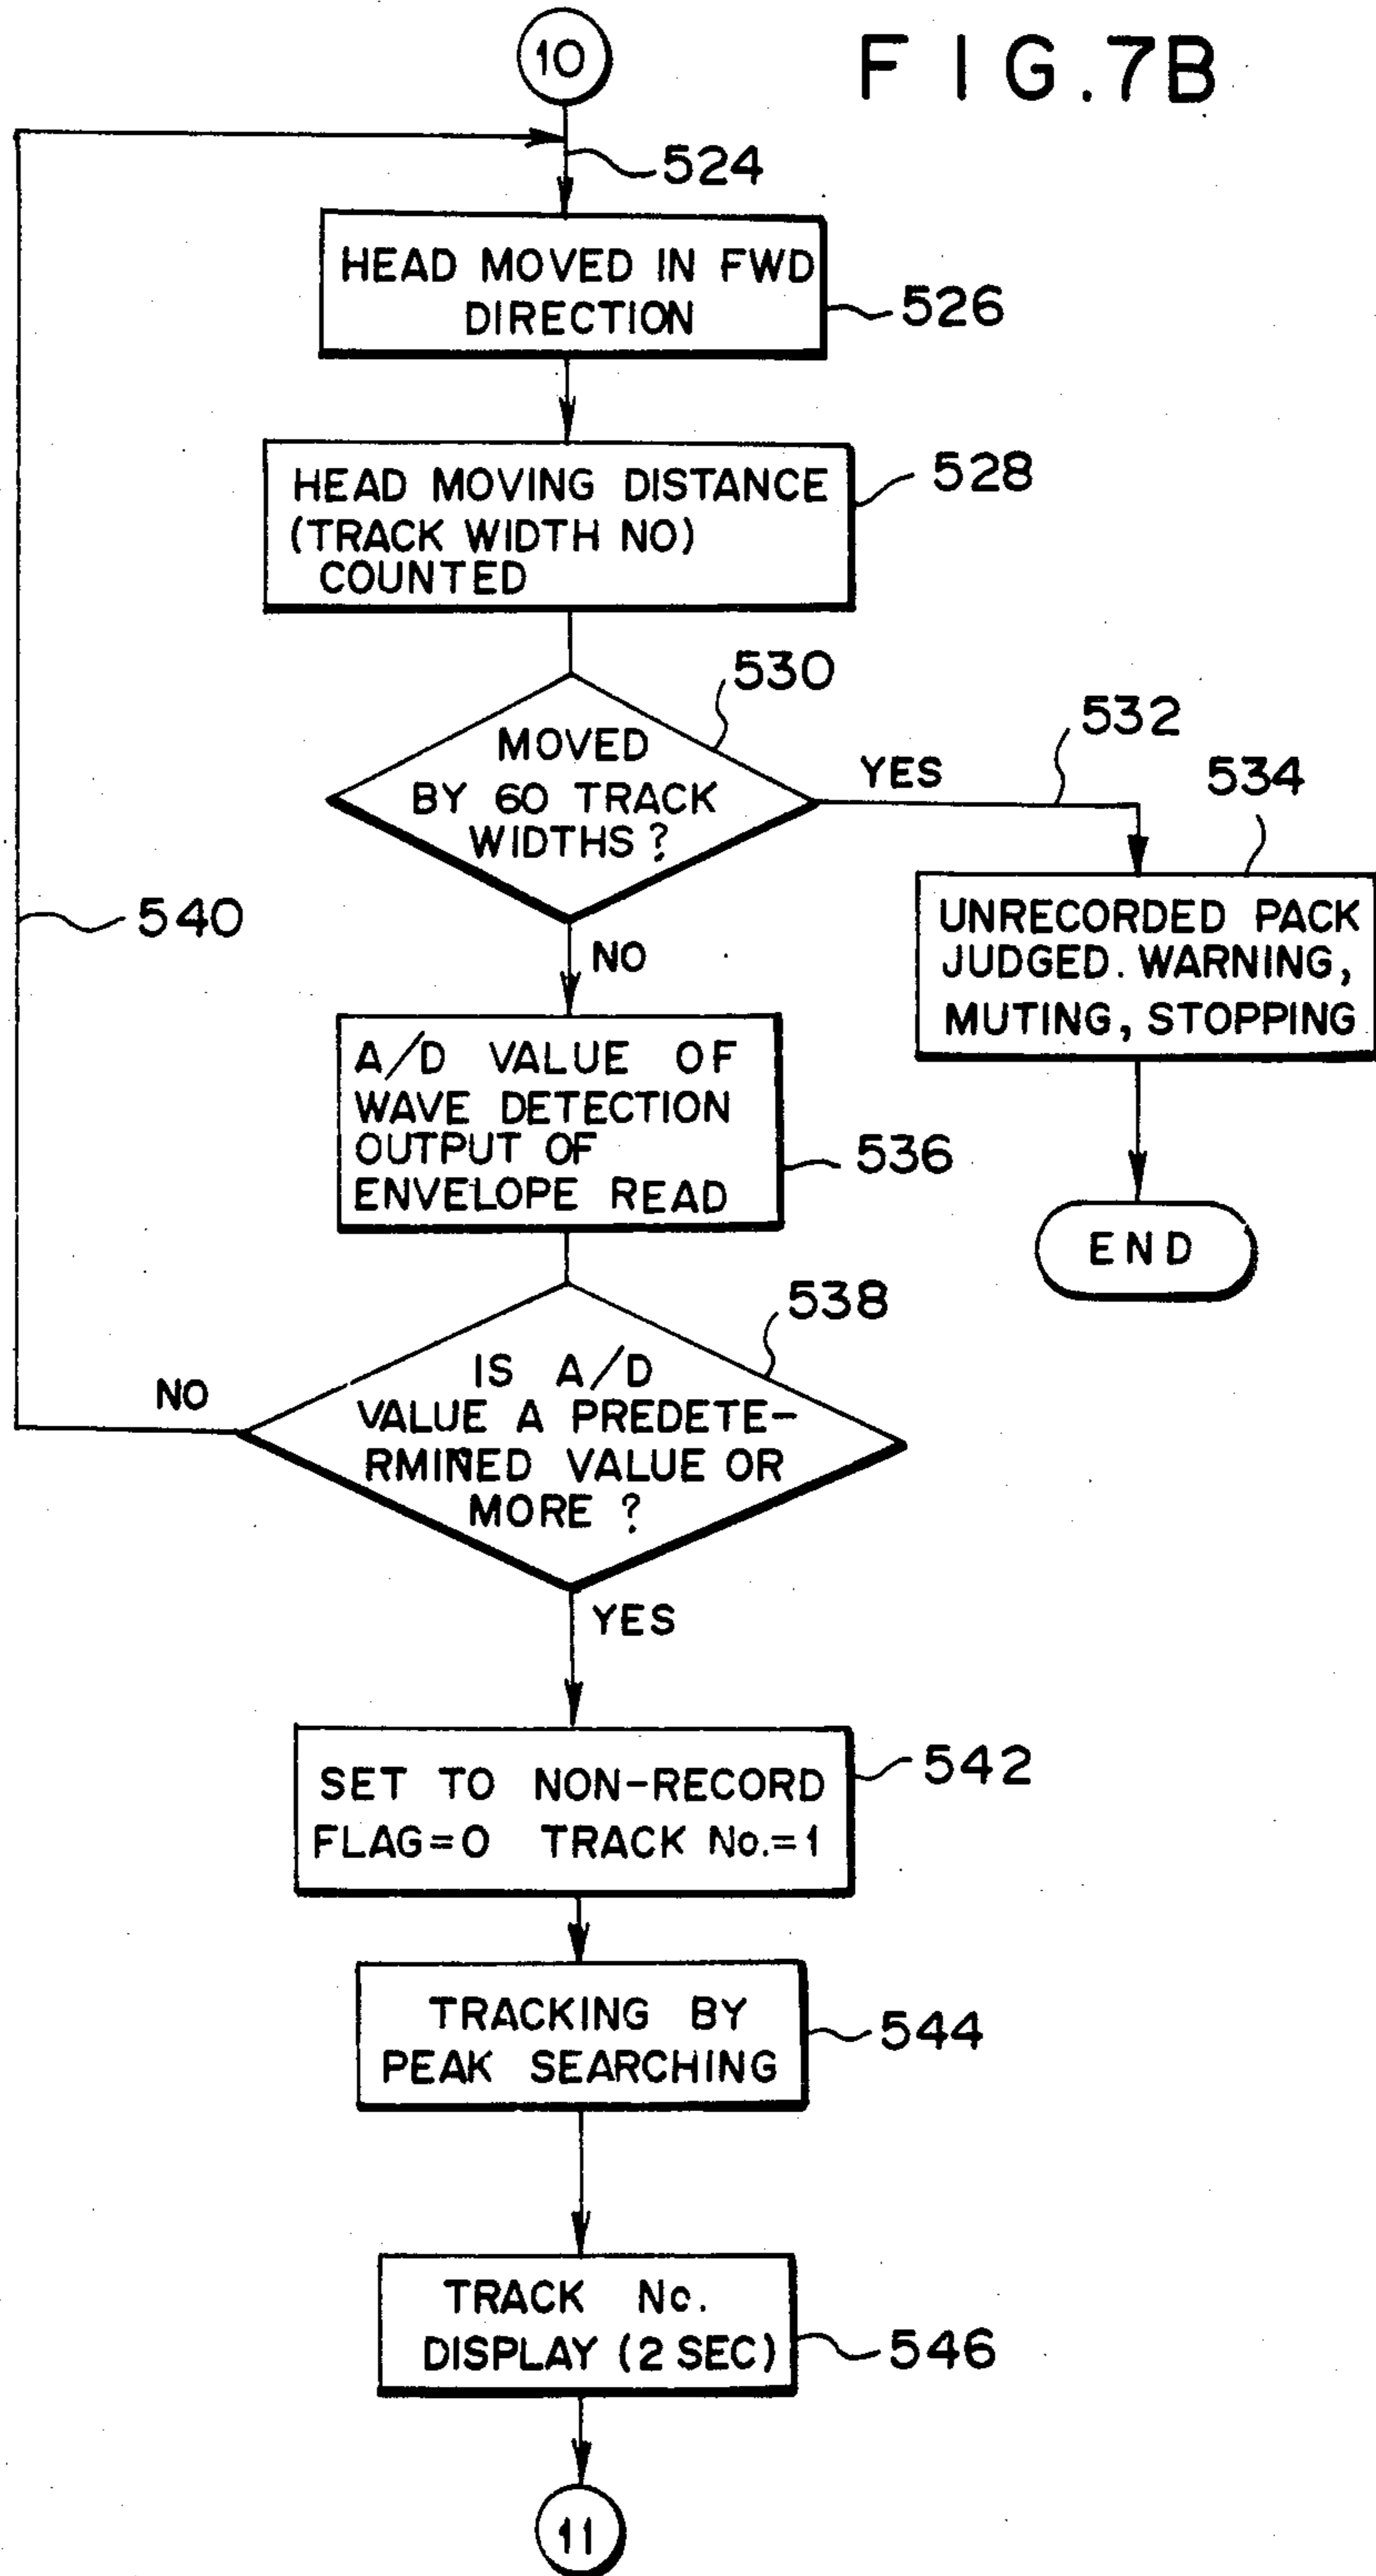 10
FIG.7B
524
HEAD MOVED IN FWD
DIRECTION
526
HEAD MOVING DISTANCE
(TRACK WIDTH NO)
COUNTED
528
530
MOVED
BY 60 TRACK
WIDTHS?
YES
532
534
UNRECORDED PACK
JUDGED. WARNING,
MUTING, STOPPING
END
540
NO
A/D VALUE OF
WAVE DETECTION
OUTPUT OF
ENVELOPE READ
536
538
IS A/D
VALUE A PREDETE-
RMINED VALUE OR
MORE ?
NO
YES
SET TO NON-RECORD
FLAG=0 TRACK No.=1
542
TRACKING BY
PEAK SEARCHING
544
TRACK No.
DISPLAY (2 SEC)
546
11